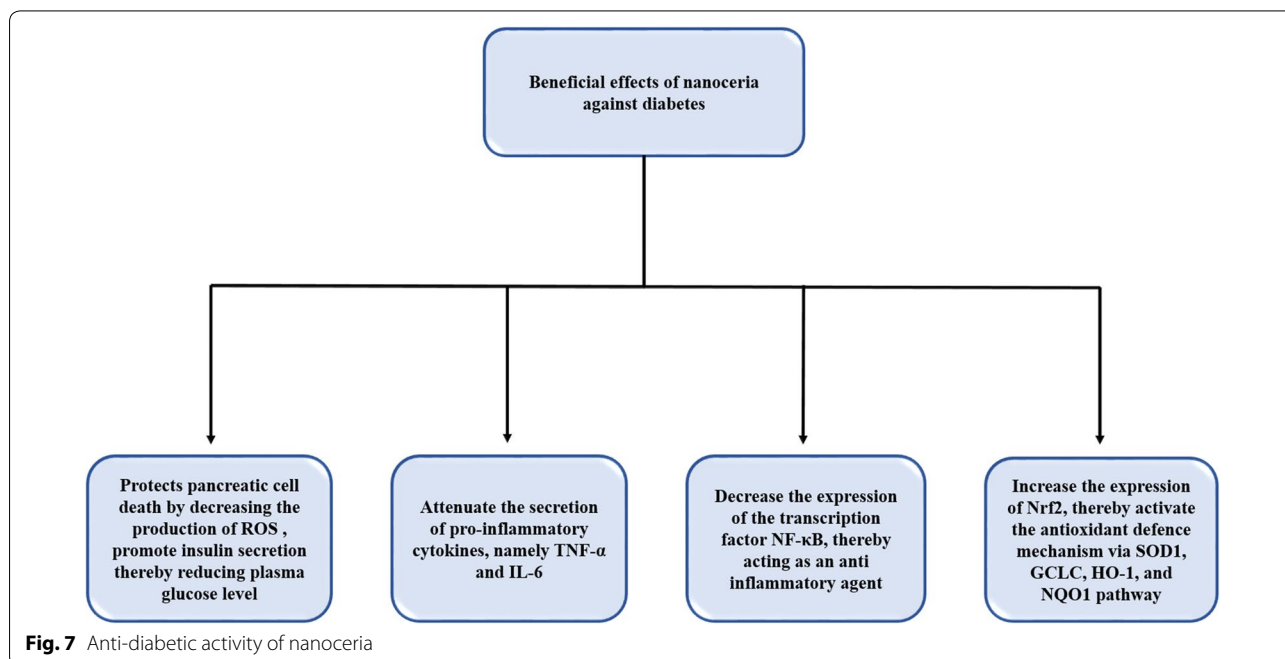 Beneficial effects of nanoceria
against diabetes
Protects pancreatic cell
death by decreasing the
production of ROS ,
promote insulin secretion
thereby reducing plasma
glucose level
Attenuate the secretion
of pro-inflammatory
cytokines, namely TNF-α
and IL-6
Decrease the expression
of the transcription
factor NF-κB, thereby
acting as an anti
inflammatory agent
Increase the expression
of Nrf2, thereby activate
the antioxidant defence
mechanism via SOD1,
GCLC, HO-1, and
NQO1 pathway
Fig. 7 Anti-diabetic activity of nanoceria